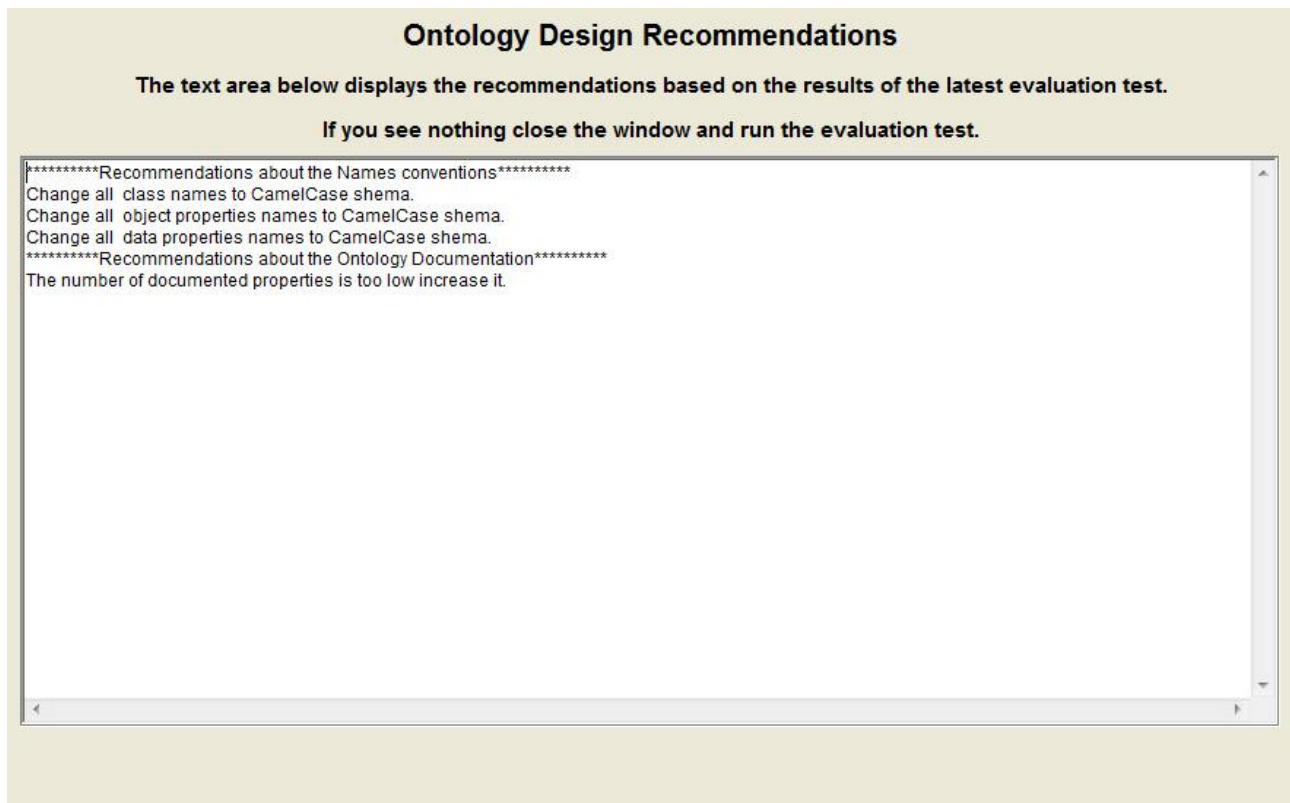 Ontology Design Recommendations
The text area below displays the recommendations based on the results of the latest evaluation test.
If you see nothing close the window and run the evaluation test.
**********Recommendations about the Names conventions**********
Change all  class names to CamelCase shema.
Change all  object properties names to CamelCase shema.
Change all  data properties names to CamelCase shema.
**********Recommendations about the Ontology Documentation**********
The number of documented properties is too low increase it.